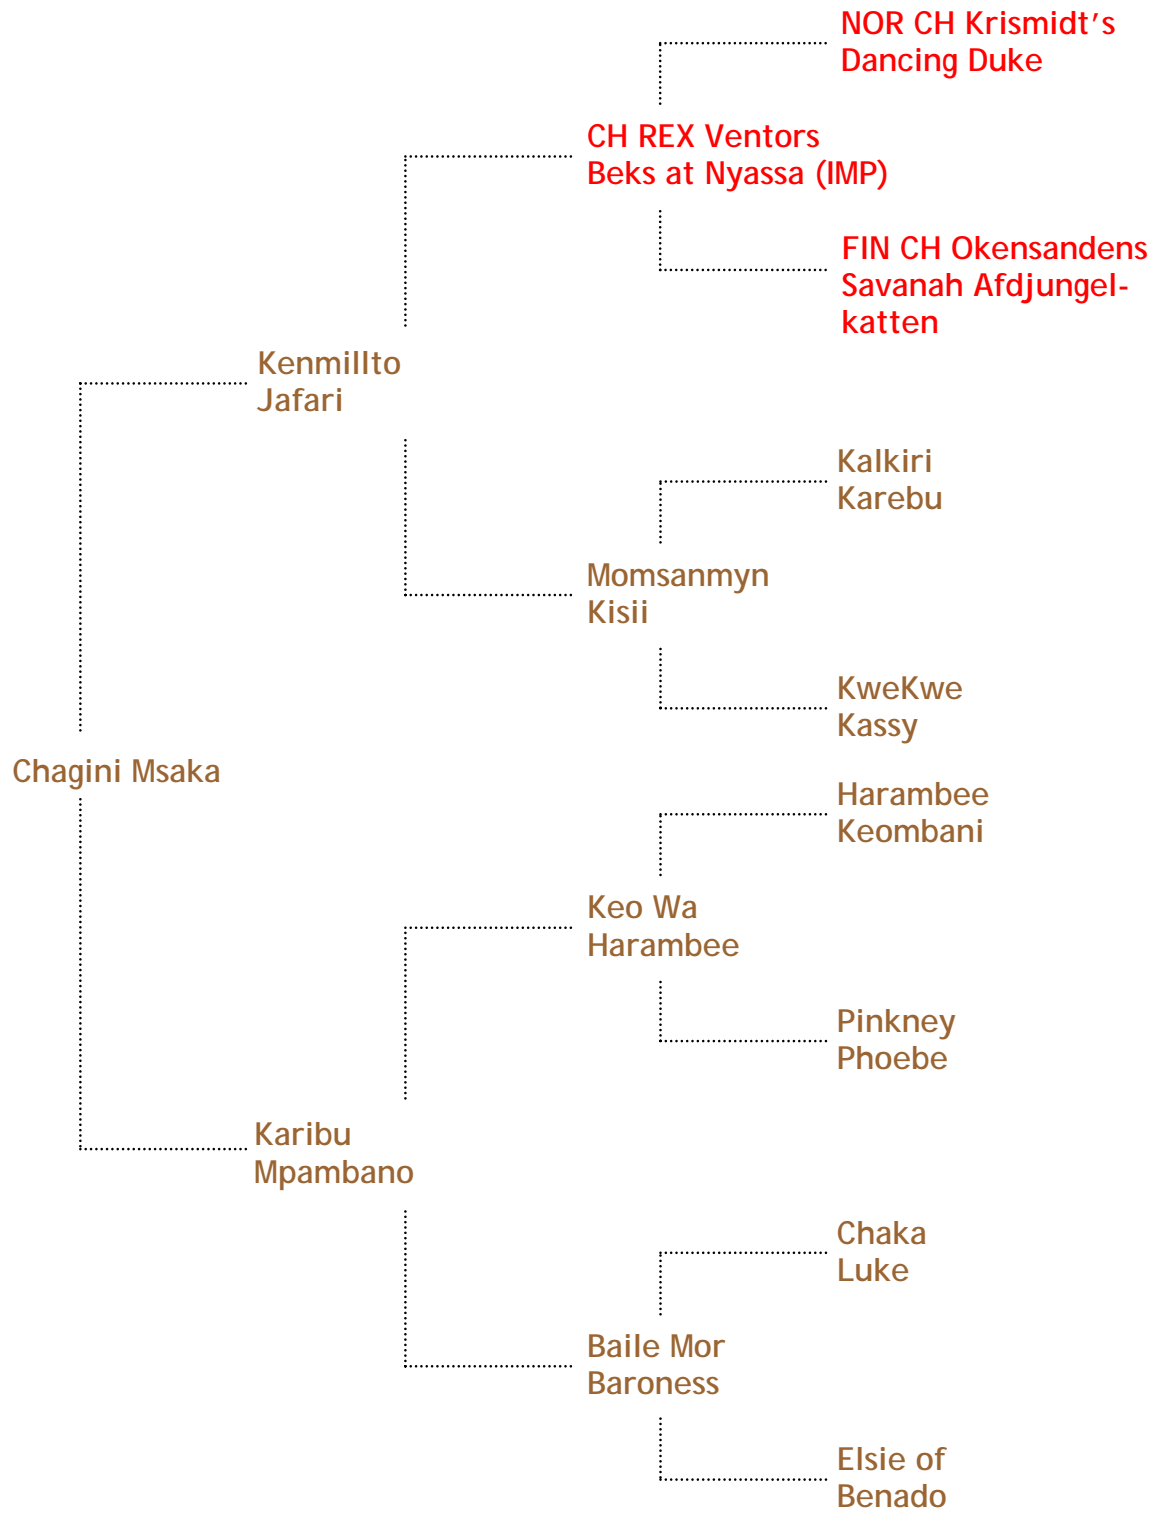 NOR CH Krismidt's
Dancing Duke
CH REX Ventors
Beks at Nyassa (IMP)
FIN CH Okensandens
Savanah Afdjungel-
katten
Kenmillto
Jafari
Kalkiri
Karebu
Momsanmyn
Kisii
KweKwe
Kassy
Chagini Msaka
Harambee
Keombani
Keo Wa
Harambee
Pinkney
Phoebe
Karibu
Mpambano
Chaka
Luke
Baile Mor
Baroness
Elsie of
Benado